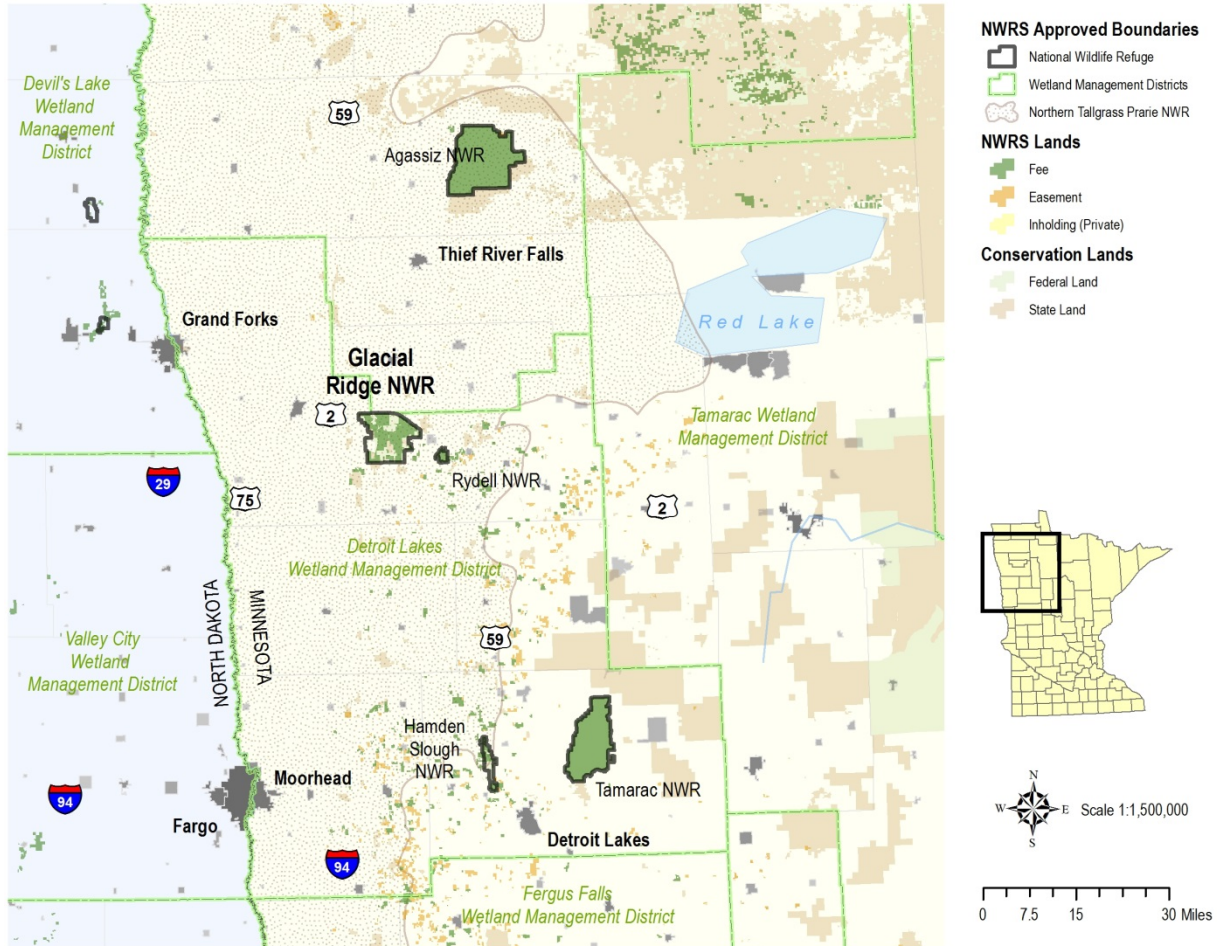 Devil's Lake
Wetland
Management
District
59
Agassiz NWR
Thief River Falls
Grand Forks
Red Lake
Glacial
Ridge NWR
2
Tamarac Wetland
Management District
Rydell NWR
29
75
2
Detroit Lakes
Wetland Management District
NORTH DAKOTA
MINNESOTA
59
Valley City
Wetland
Management District
Hamden
Slough
NWR
Tamarac NWR
Moorhead
94
Fargo
Detroit Lakes
94
Fergus Falls
Wetland Management District
NWRS Approved Boundaries
National Wildlife Refuge
Wetland Management Districts
Northern Tallgrass Prarie NWR
NWRS Lands
Fee
Easement
Inholding (Private)
Conservation Lands
Federal Land
State Land
N
W
E
S
Scale 1:1,500,000
0 7.5 15 30 Miles